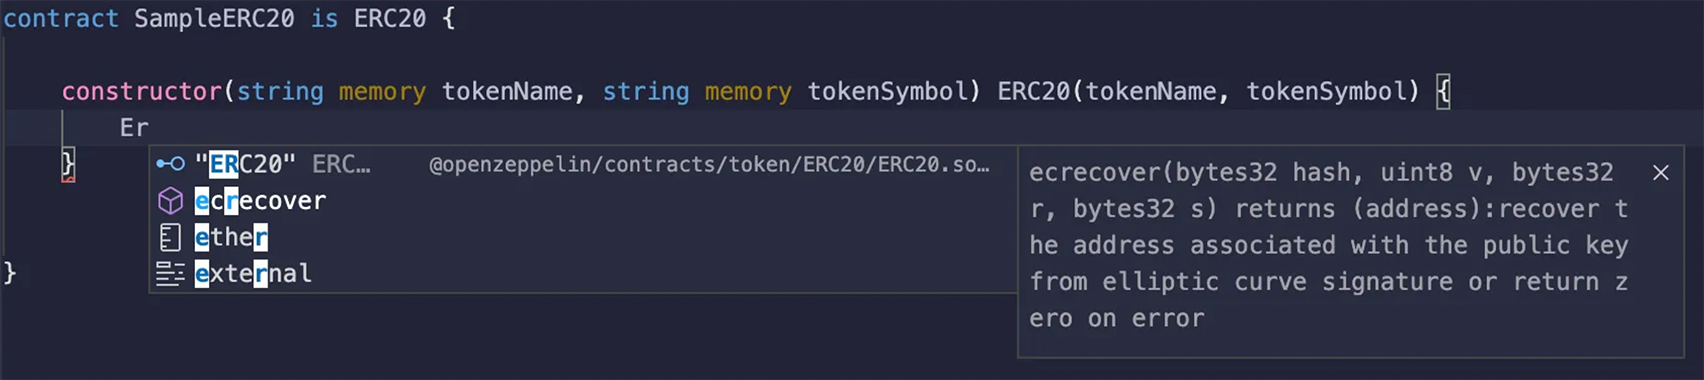 contract SampleERC20 is ERC20 {
constructor(string memory tokenName, string memory tokenSymbol) ERC20(tokenName, tokenSymbol) {
Er
}
"ERC20" ERC… @openzeppelin/contracts/token/ERC20/ERC20.so…
ecrecover
ether
external
}
ecrecover(bytes32 hash, uint8 v, bytes32
r, bytes32 s) returns (address):recover t
he address associated with the public key
from elliptic curve signature or return z
ero on error